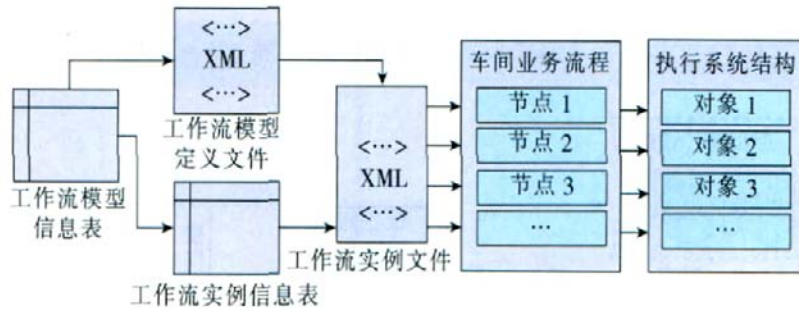 <…>
XML
<…>
工作流模型
定义文件
工作流模型
信息表
工作流实例信息表
<…>
XML
<…>
工作流实例文件
车间业务流程
节点 1
节点 2
节点 3
…
执行系统结构
对象 1
对象 2
对象 3
…